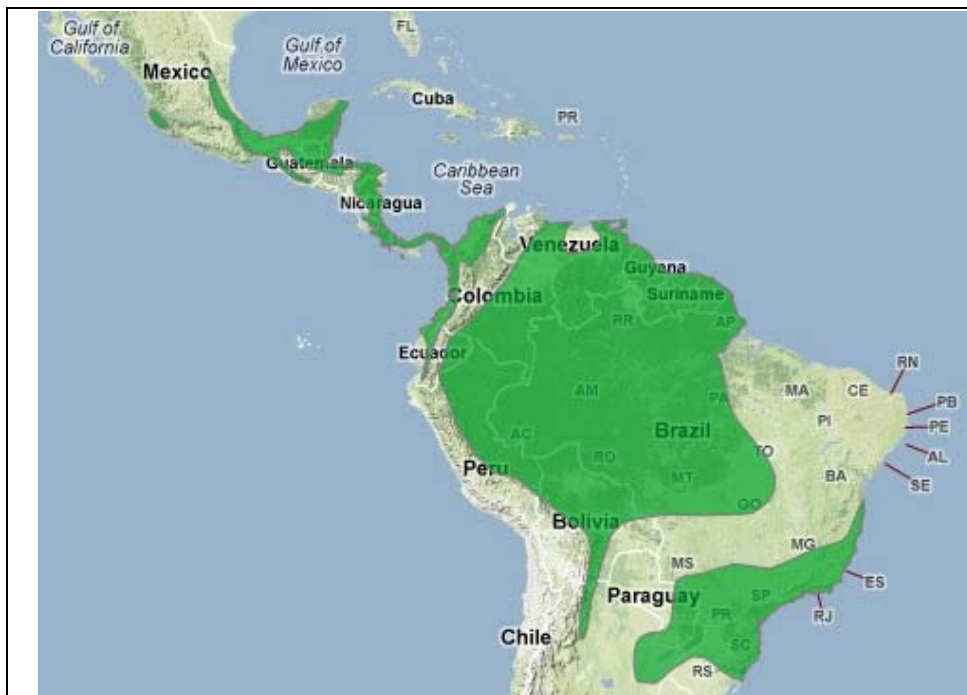 FL
Gulf of
California
Gulf of
Mexico
Mexico
Cuba
PR
Guatemala
Caribbean
Sea
Nicaragua
Venezuela
Guyana
Colombia
Suriname
RR
AP
Ecuador
RN
AM
PA
MA
CE
PB
PI
PE
AC
Brazil
TO
AL
RO
Peru
MT
BA
SE
GO
Bolivia
MG
MS
ES
Paraguay
SP
RJ
PR
Chile
SC
RS